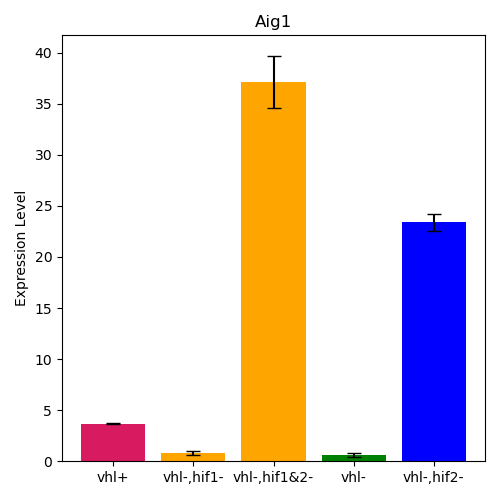 Aig1
Expression Level
40
35
30
25
20
15
10
5
0
vhl+
vhl-,hif1-
vhl-,hif1&2-
vhl-
vhl-,hif2-